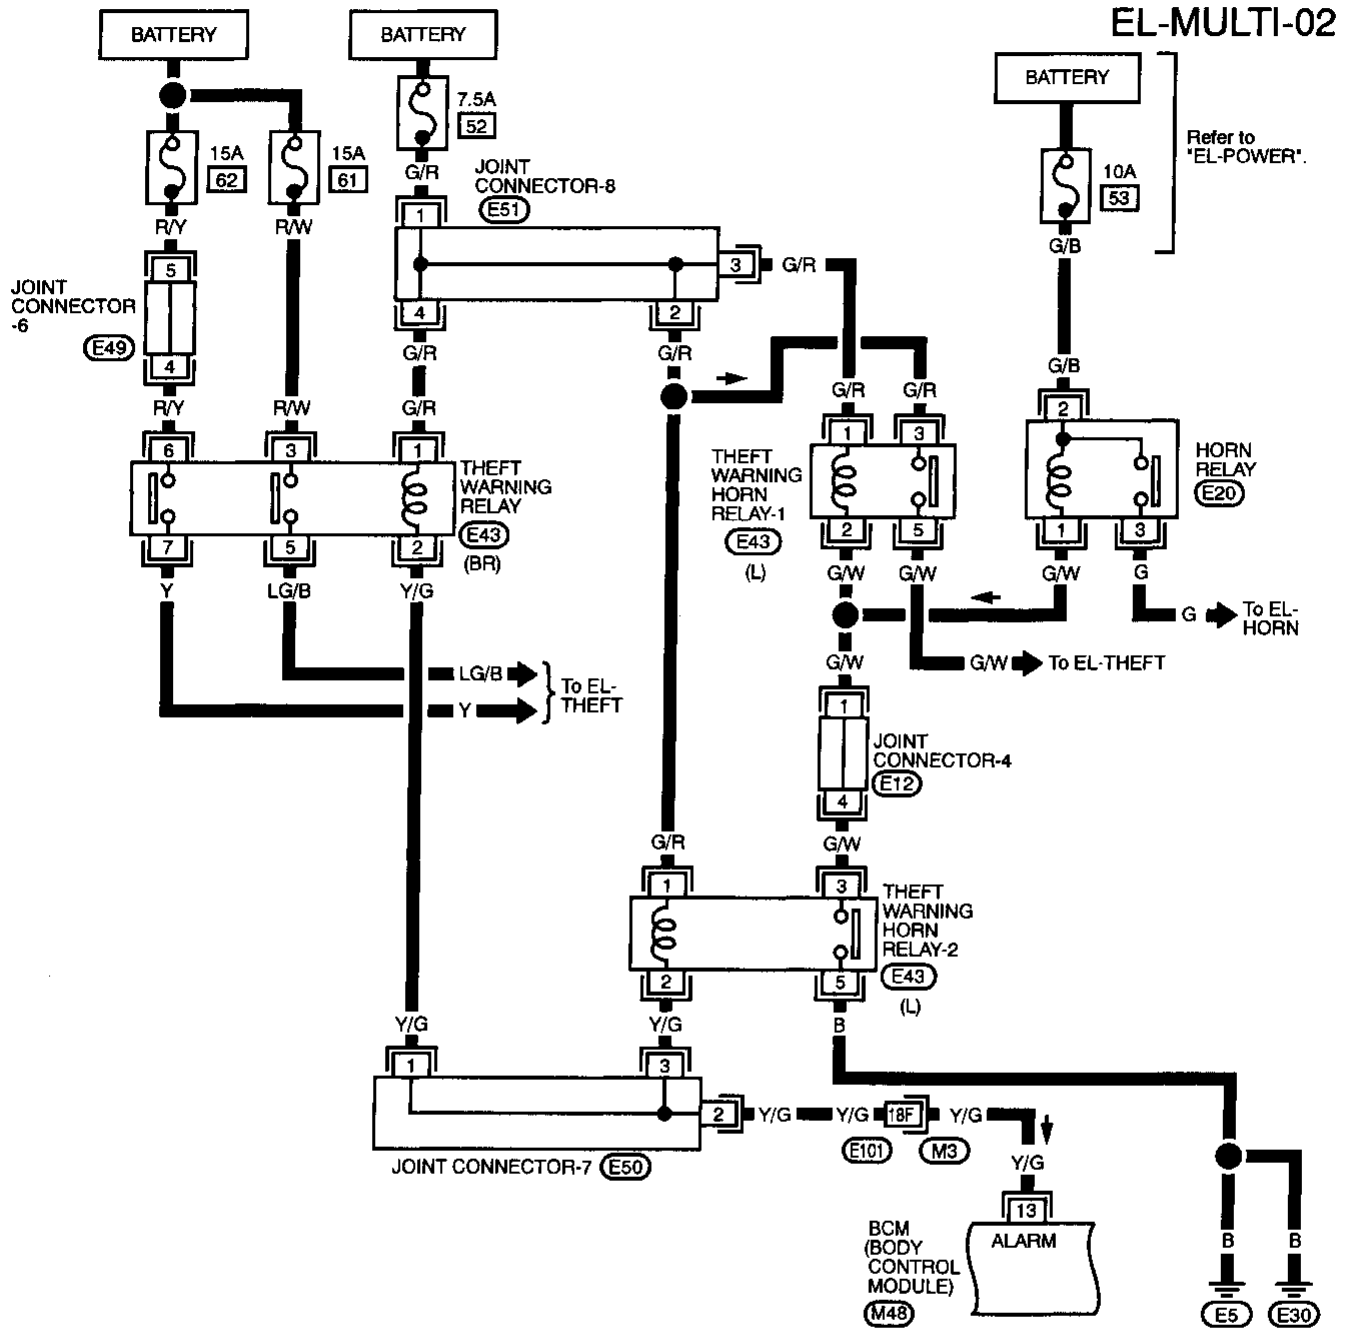 EL-MULTI-02
BATTERY
BATTERY
BATTERY
7.5A
52
Refer to
"EL-POWER".
15A
62
15A
61
10A
53
G/R
JOINT
CONNECTOR-8
E51
R/Y
R/W
1
G/B
5
3
G/R
JOINT
CONNECTOR
-6
E49
4
2
4
G/R
G/R
G/B
R/Y
R/W
G/R
G/R
G/R
2
6
3
1
1
3
THEFT
WARNING
RELAY
E43
(BR)
THEFT
WARNING
HORN
RELAY-1
E43
(L)
HORN
RELAY
E20
7
5
2
2
5
1
3
Y
LG/B
Y/G
G/W
G/W
G/W
G
G
To EL-
HORN
G/W
G/W
To EL-THEFT
LG/B
Y
To EL-
THEFT
1
JOINT
CONNECTOR-4
E12
4
G/R
G/W
1
3
THEFT
WARNING
HORN
RELAY-2
E43
(L)
2
5
Y/G
Y/G
B
1
3
2
Y/G
Y/G
18F
Y/G
E101
M3
JOINT CONNECTOR-7
E50
Y/G
13
ALARM
BCM
(BODY
CONTROL
MODULE)
M48
B
B
E5
E30